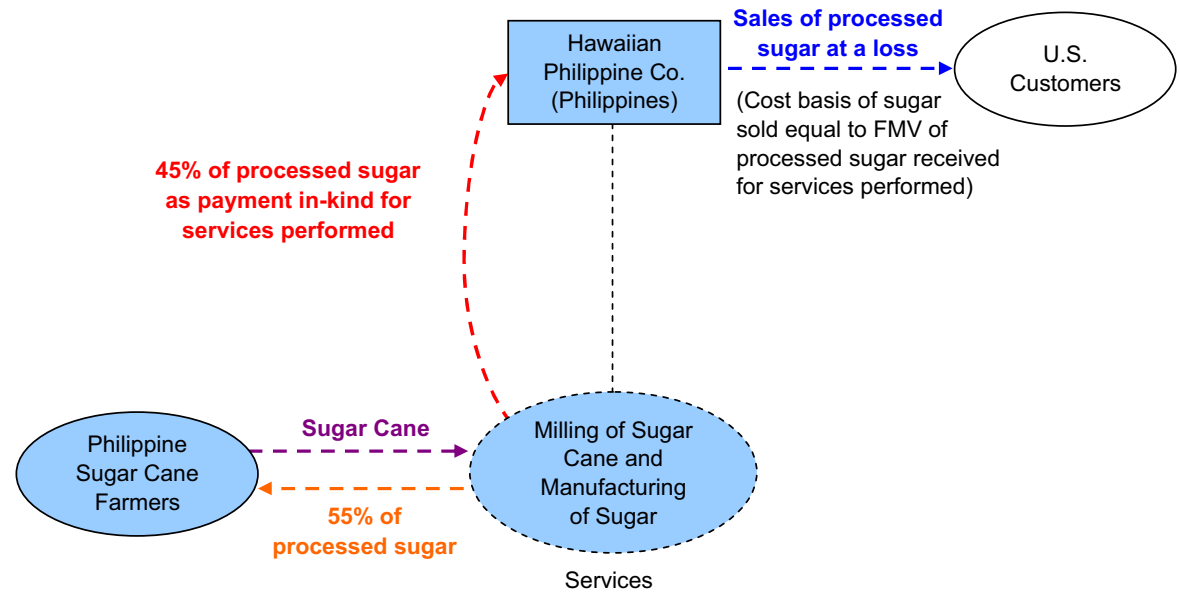 Hawaiian
Philippine Co.
(Philippines)
Sales of processed
sugar at a loss
U.S.
Customers
(Cost basis of sugar
sold equal to FMV of
processed sugar received
for services performed)
45% of processed sugar
as payment in-kind for
services performed
Philippine
Sugar Cane
Farmers
Sugar Cane
55% of
processed sugar
Milling of Sugar
Cane and
Manufacturing
of Sugar
Services